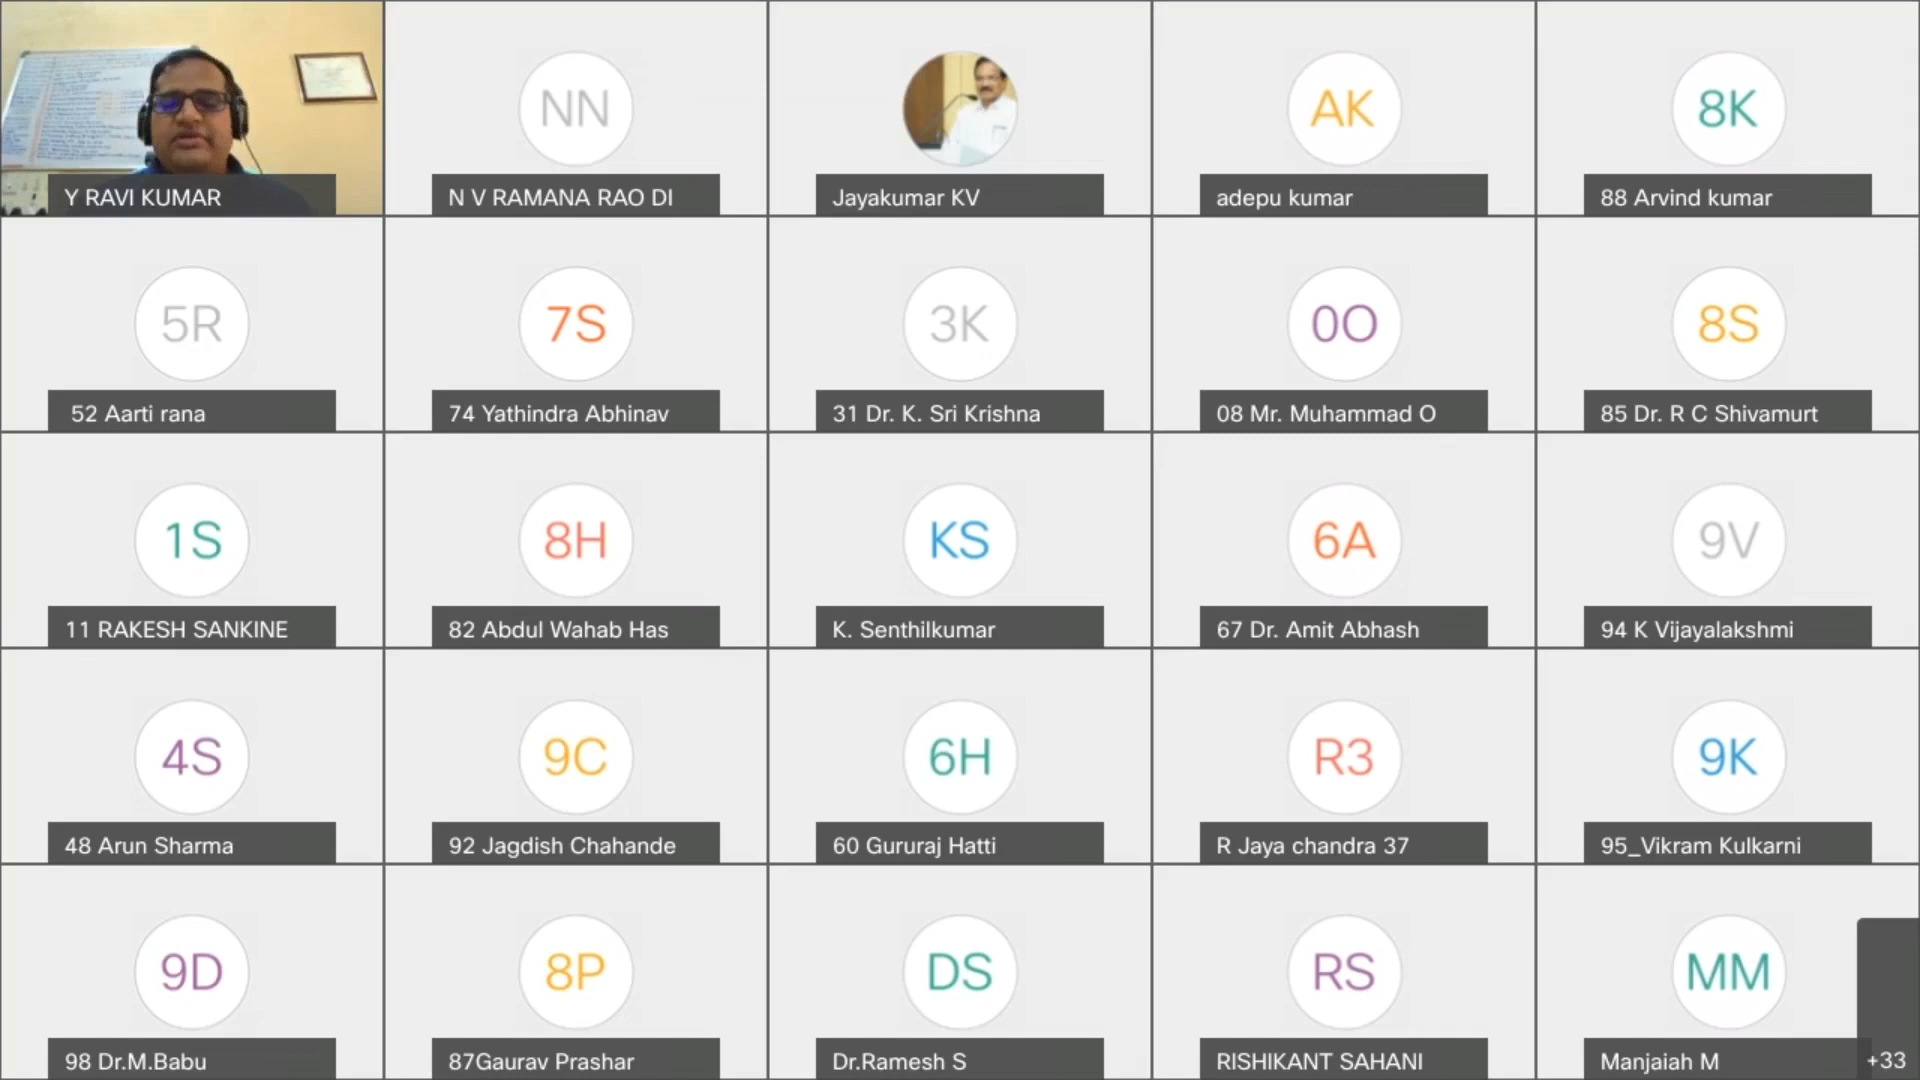 Y RAVI KUMAR
NN
N V RAMANA RAO DI
Jayakumar KV
AK
adepu kumar
8K
88 Arvind kumar
5R
52 Aarti rana
7S
74 Yathindra Abhinav
3K
31 Dr. K. Sri Krishna
0O
08 Mr. Muhammad O
8S
85 Dr. R C Shivamurt
1S
11 RAKESH SANKINE
8H
82 Abdul Wahab Has
KS
K. Senthilkumar
6A
67 Dr. Amit Abhash
9V
94 K Vijayalakshmi
4S
48 Arun Sharma
9C
92 Jagdish Chahande
6H
60 Gururaj Hatti
R3
R Jaya chandra 37
9K
95_Vikram Kulkarni
9D
98 Dr.M.Babu
8P
87Gaurav Prashar
DS
Dr.Ramesh S
RS
RISHIKANT SAHANI
MM
Manjaiah M
+33